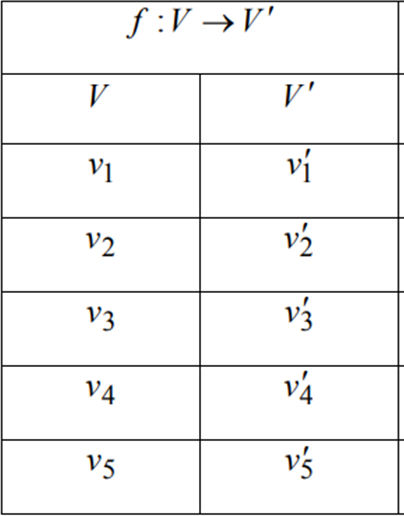 f : V → V′
V V′
v₁ v′₁
v₂ v′₂
v₃ v′₃
v₄ v′₄
v₅ v′₅